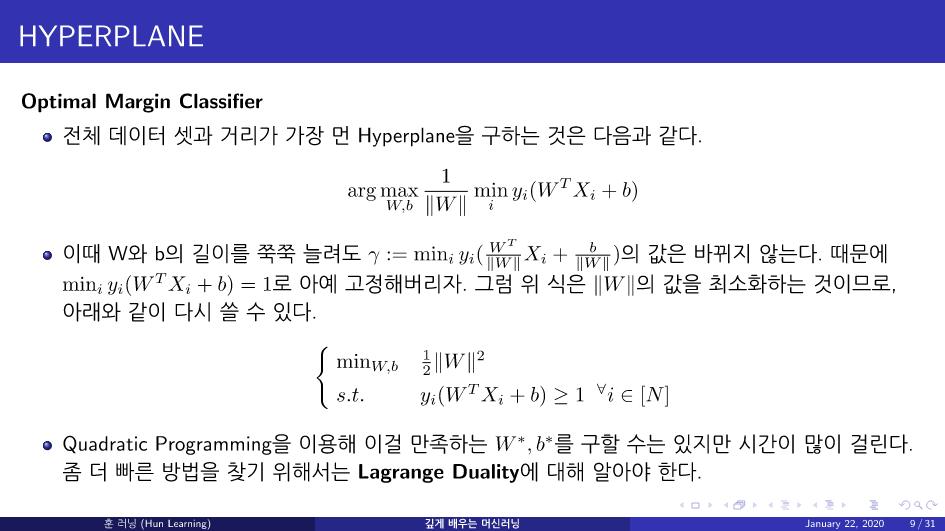 HYPERPLANE
Optimal Margin Classifier
전체 데이터 셋과 거리가 가장 먼 Hyperplane을 구하는 것은 다음과 같다.
arg max_{W,b} \frac{1}{‖W‖} min_i y_i(W^T X_i + b)
이때 W와 b의 길이를 쭉쭉 늘려도 γ := min_i y_i(\frac{W^T}{‖W‖} X_i + \frac{b}{‖W‖})의 값은 바뀌지 않는다. 때문에
min_i y_i(W^T X_i + b) = 1로 아예 고정해버리자. 그럼 위 식은 ‖W‖의 값을 최소화하는 것이므로,
아래와 같이 다시 쓸 수 있다.
min_{W,b} \frac{1}{2}‖W‖^2
s.t. y_i(W^T X_i + b) ≥ 1 ^∀i ∈ [N]
Quadratic Programming을 이용해 이걸 만족하는 W^*, b^*를 구할 수는 있지만 시간이 많이 걸린다.
좀 더 빠른 방법을 찾기 위해서는 Lagrange Duality에 대해 알아야 한다.
훈 러닝 (Hun Learning) 깊게 배우는 머신러닝 January 22, 2020 9 / 31